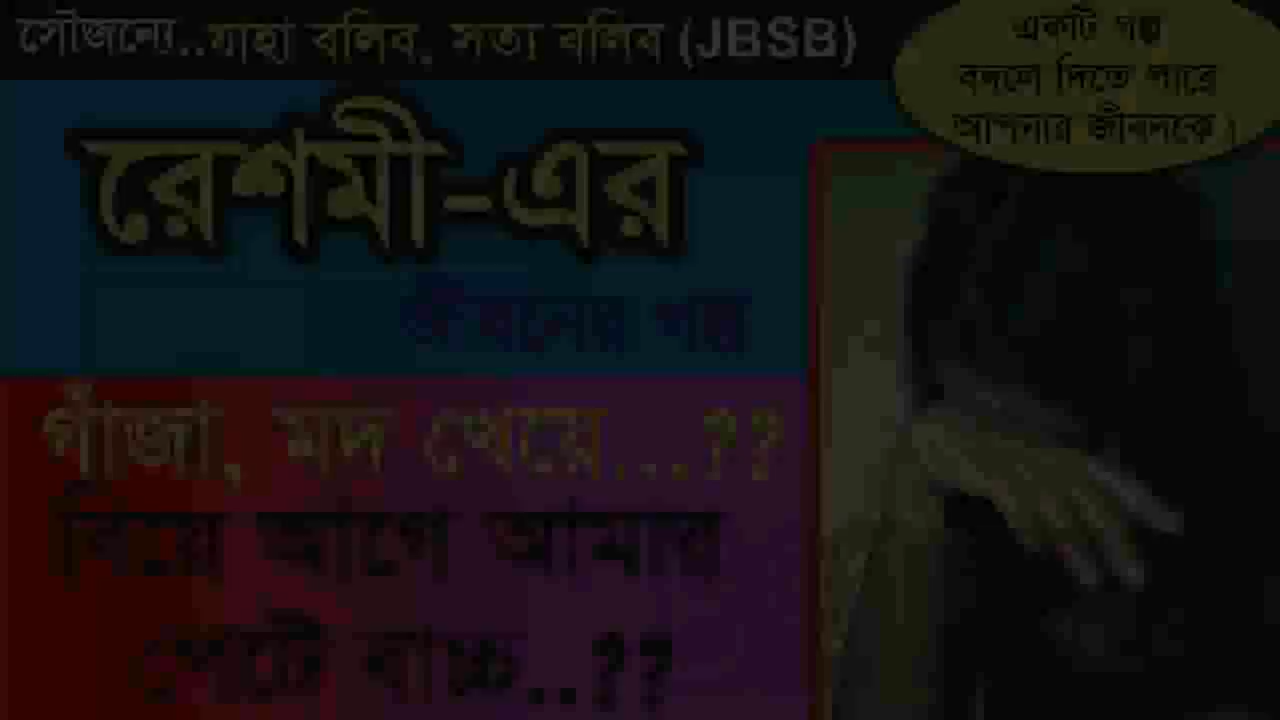 সৌজন্যে..যাহা বলিব, সত্য বলিব (JBSB)
একটি গল্প
বদলে দিতে পারে
আপনার জীবনকে।
রেশমী-এর
জীবনের গল্প
গাঁজা, মদ খেয়ে...??
বিয়ে আগে আমার
পেটে বাচ্চ..??